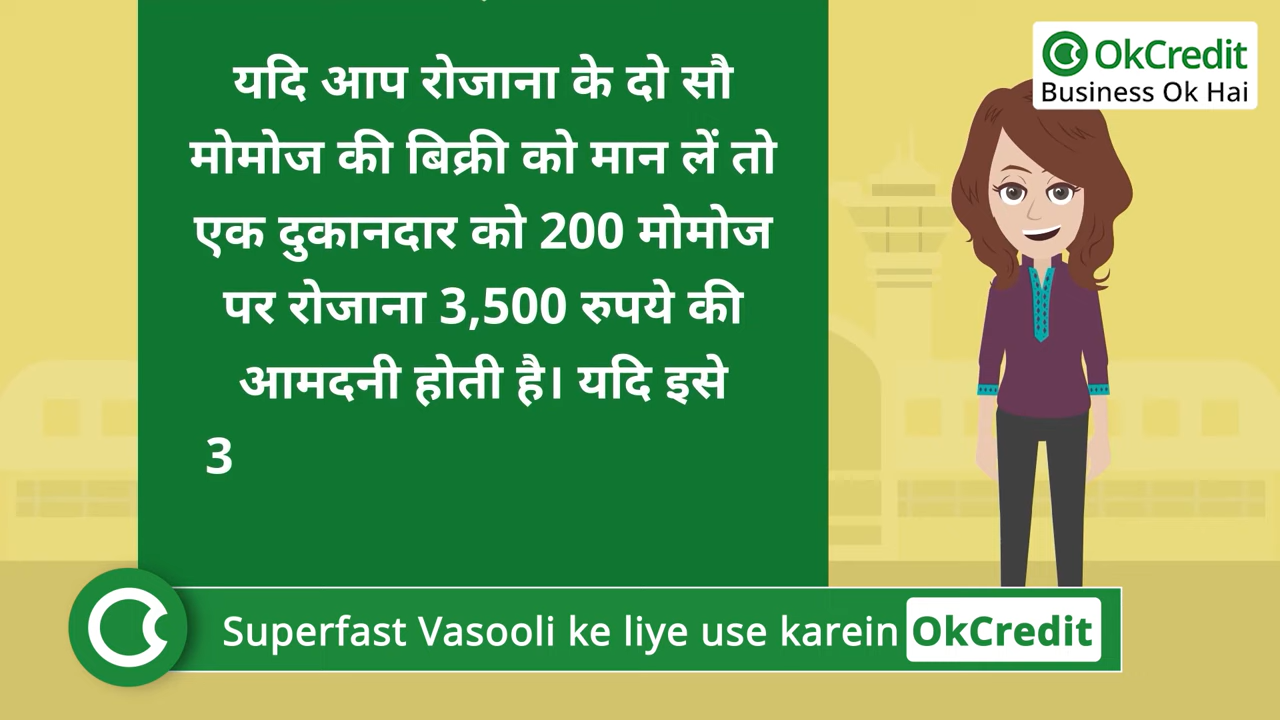 OkCredit
Business Ok Hai
यदि आप रोजाना के दो सौ
मोमोज की बिक्री को मान लें तो
एक दुकानदार को 200 मोमोज
पर रोजाना 3,500 रुपये की
आमदनी होती है। यदि इसे
3
Superfast Vasooli ke liye use karein OkCredit